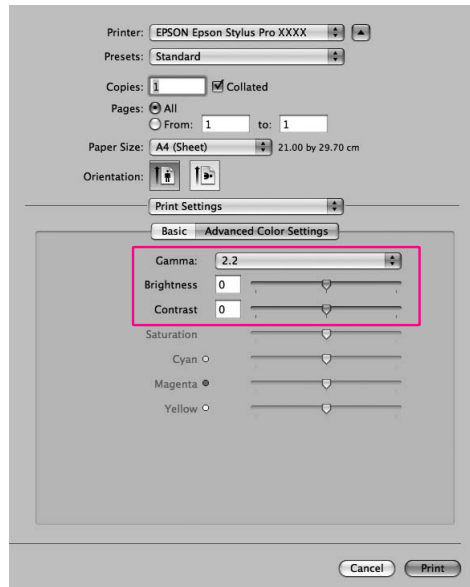 Printer: EPSON Epson Stylus Pro XXXX
Presets: Standard
Copies: 1 Collated
Pages: All
From: 1 to: 1
Paper Size: A4 (Sheet) 21.00 by 29.70 cm
Orientation:
Print Settings
Basic Advanced Color Settings
Gamma: 2.2
Brightness 0
Contrast 0
Saturation
Cyan
Magenta
Yellow
Cancel Print